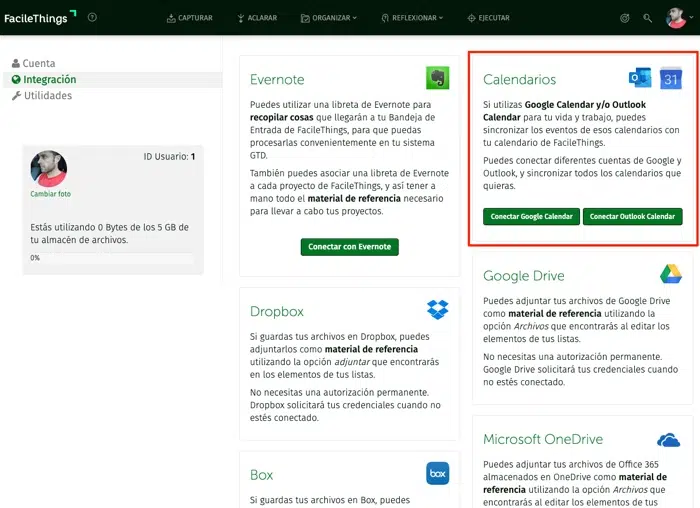 FacileThings
CAPTURAR
ACLARAR
ORGANIZAR
REFLEXIONAR
EJECUTAR
Cuenta
Integración
Utilidades
ID Usuario: 1
Cambiar foto
Estás utilizando 0 Bytes de los 5 GB de
tu almacén de archivos.
0%
Evernote
Puedes utilizar una libreta de Evernote para
recopilar cosas que llegarán a tu Bandeja de
Entrada de FacileThings, para que puedas
procesarlas convenientemente en tu sistema
GTD.
También puedes asociar una libreta de Evernote
a cada proyecto de FacileThings, y así tener a
mano todo el material de referencia necesario
para llevar a cabo tus proyectos.
Conectar con Evernote
Dropbox
Si guardas tus archivos en Dropbox, puedes
adjuntarlos como material de referencia
utilizando la opción adjuntar que encontrarás
en los elementos de tus listas.
No necesitas una autorización permanente.
Dropbox solicitará tus credenciales cuando no
estés conectado.
Box
box
Si guardas tus archivos en Box, puedes
Calendarios
31
Si utilizas Google Calendar y/o Outlook
Calendar para tu vida y trabajo, puedes
sincronizar los eventos de esos calendarios con
tu calendario de FacileThings.
Puedes conectar diferentes cuentas de Google y
Outlook, y sincronizar todos los calendarios que
quieras.
Conectar Google Calendar
Conectar Outlook Calendar
Google Drive
Puedes adjuntar tus archivos de Google Drive
como material de referencia utilizando la
opción Archivos que encontrarás al editar los
elementos de tus listas.
No necesitas una autorización permanente.
Google Drive solicitará tus credenciales cuando
no estés conectado.
Microsoft OneDrive
Puedes adjuntar tus archivos de Office 365
almacenados en OneDrive como material de
referencia utilizando la opción Archivos que
encontrarás al editar los elementos de tus